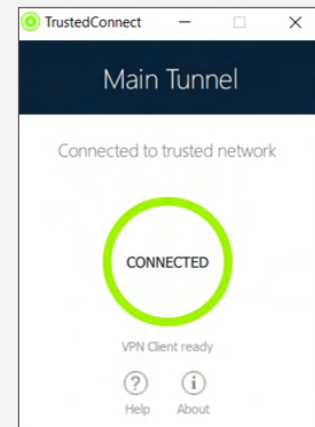 TrustedConnect
Main Tunnel
Connected to trusted network
CONNECTED
VPN Client ready
?
i
Help
About